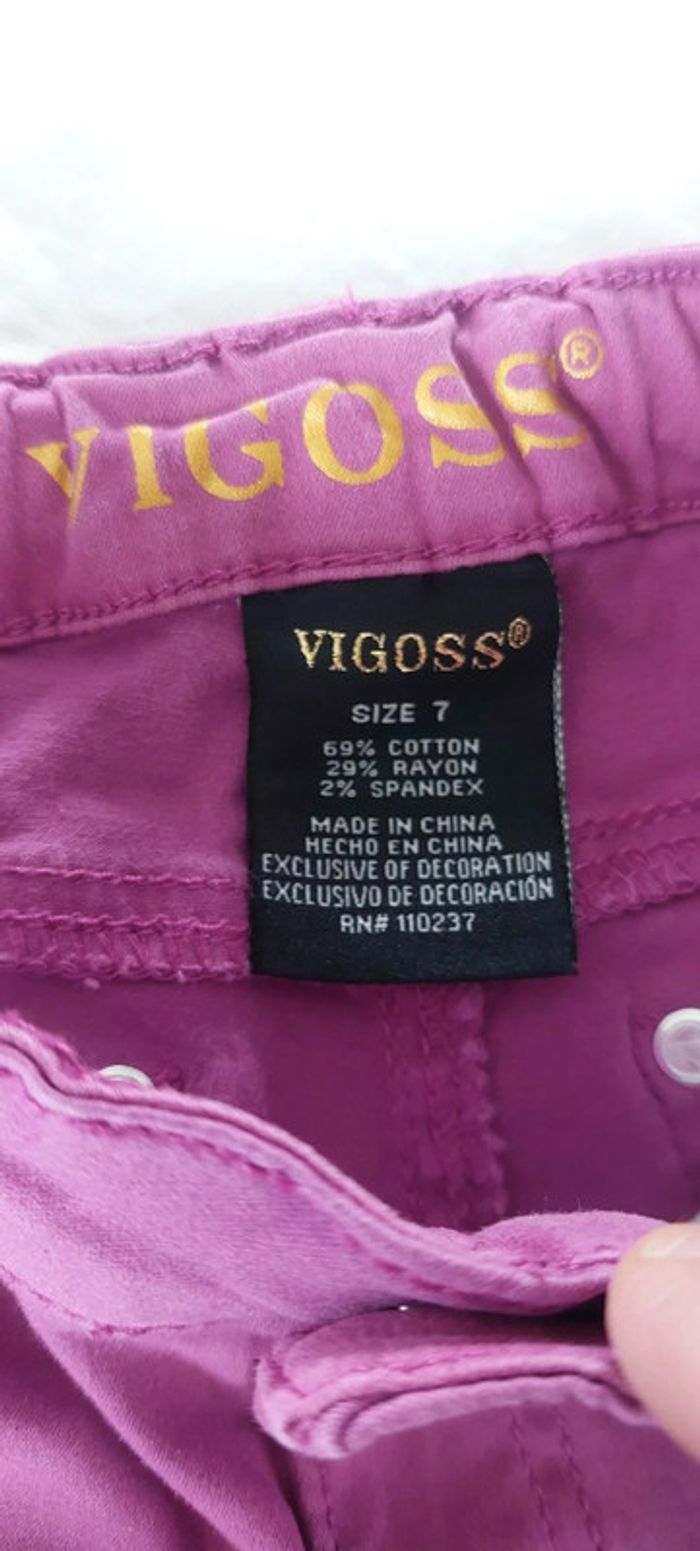 VIGOSS®
VIGOSS®
SIZE 7
69% COTTON
29% RAYON
2% SPANDEX
MADE IN CHINA
HECHO EN CHINA
EXCLUSIVE OF DECORATION
EXCLUSIVO DE DECORACIÓN
RN# 110237